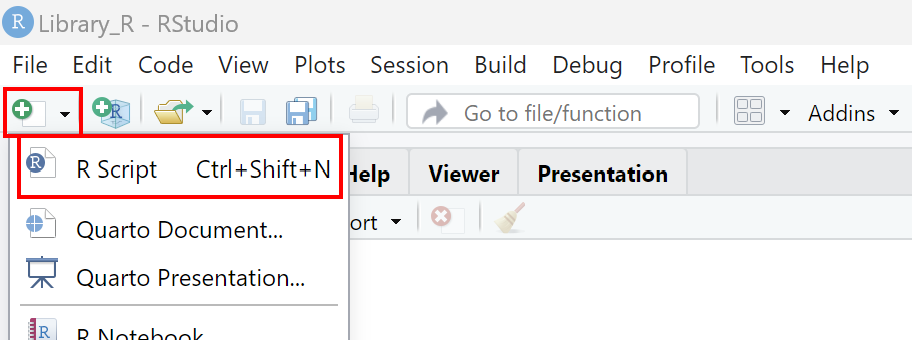 R Library_R - RStudio
File Edit Code View Plots Session Build Debug Profile Tools Help
R Go to file/function Addins
R R Script Ctrl+Shift+N Help Viewer Presentation
Quarto Document... ort
Quarto Presentation...
R R Notebook